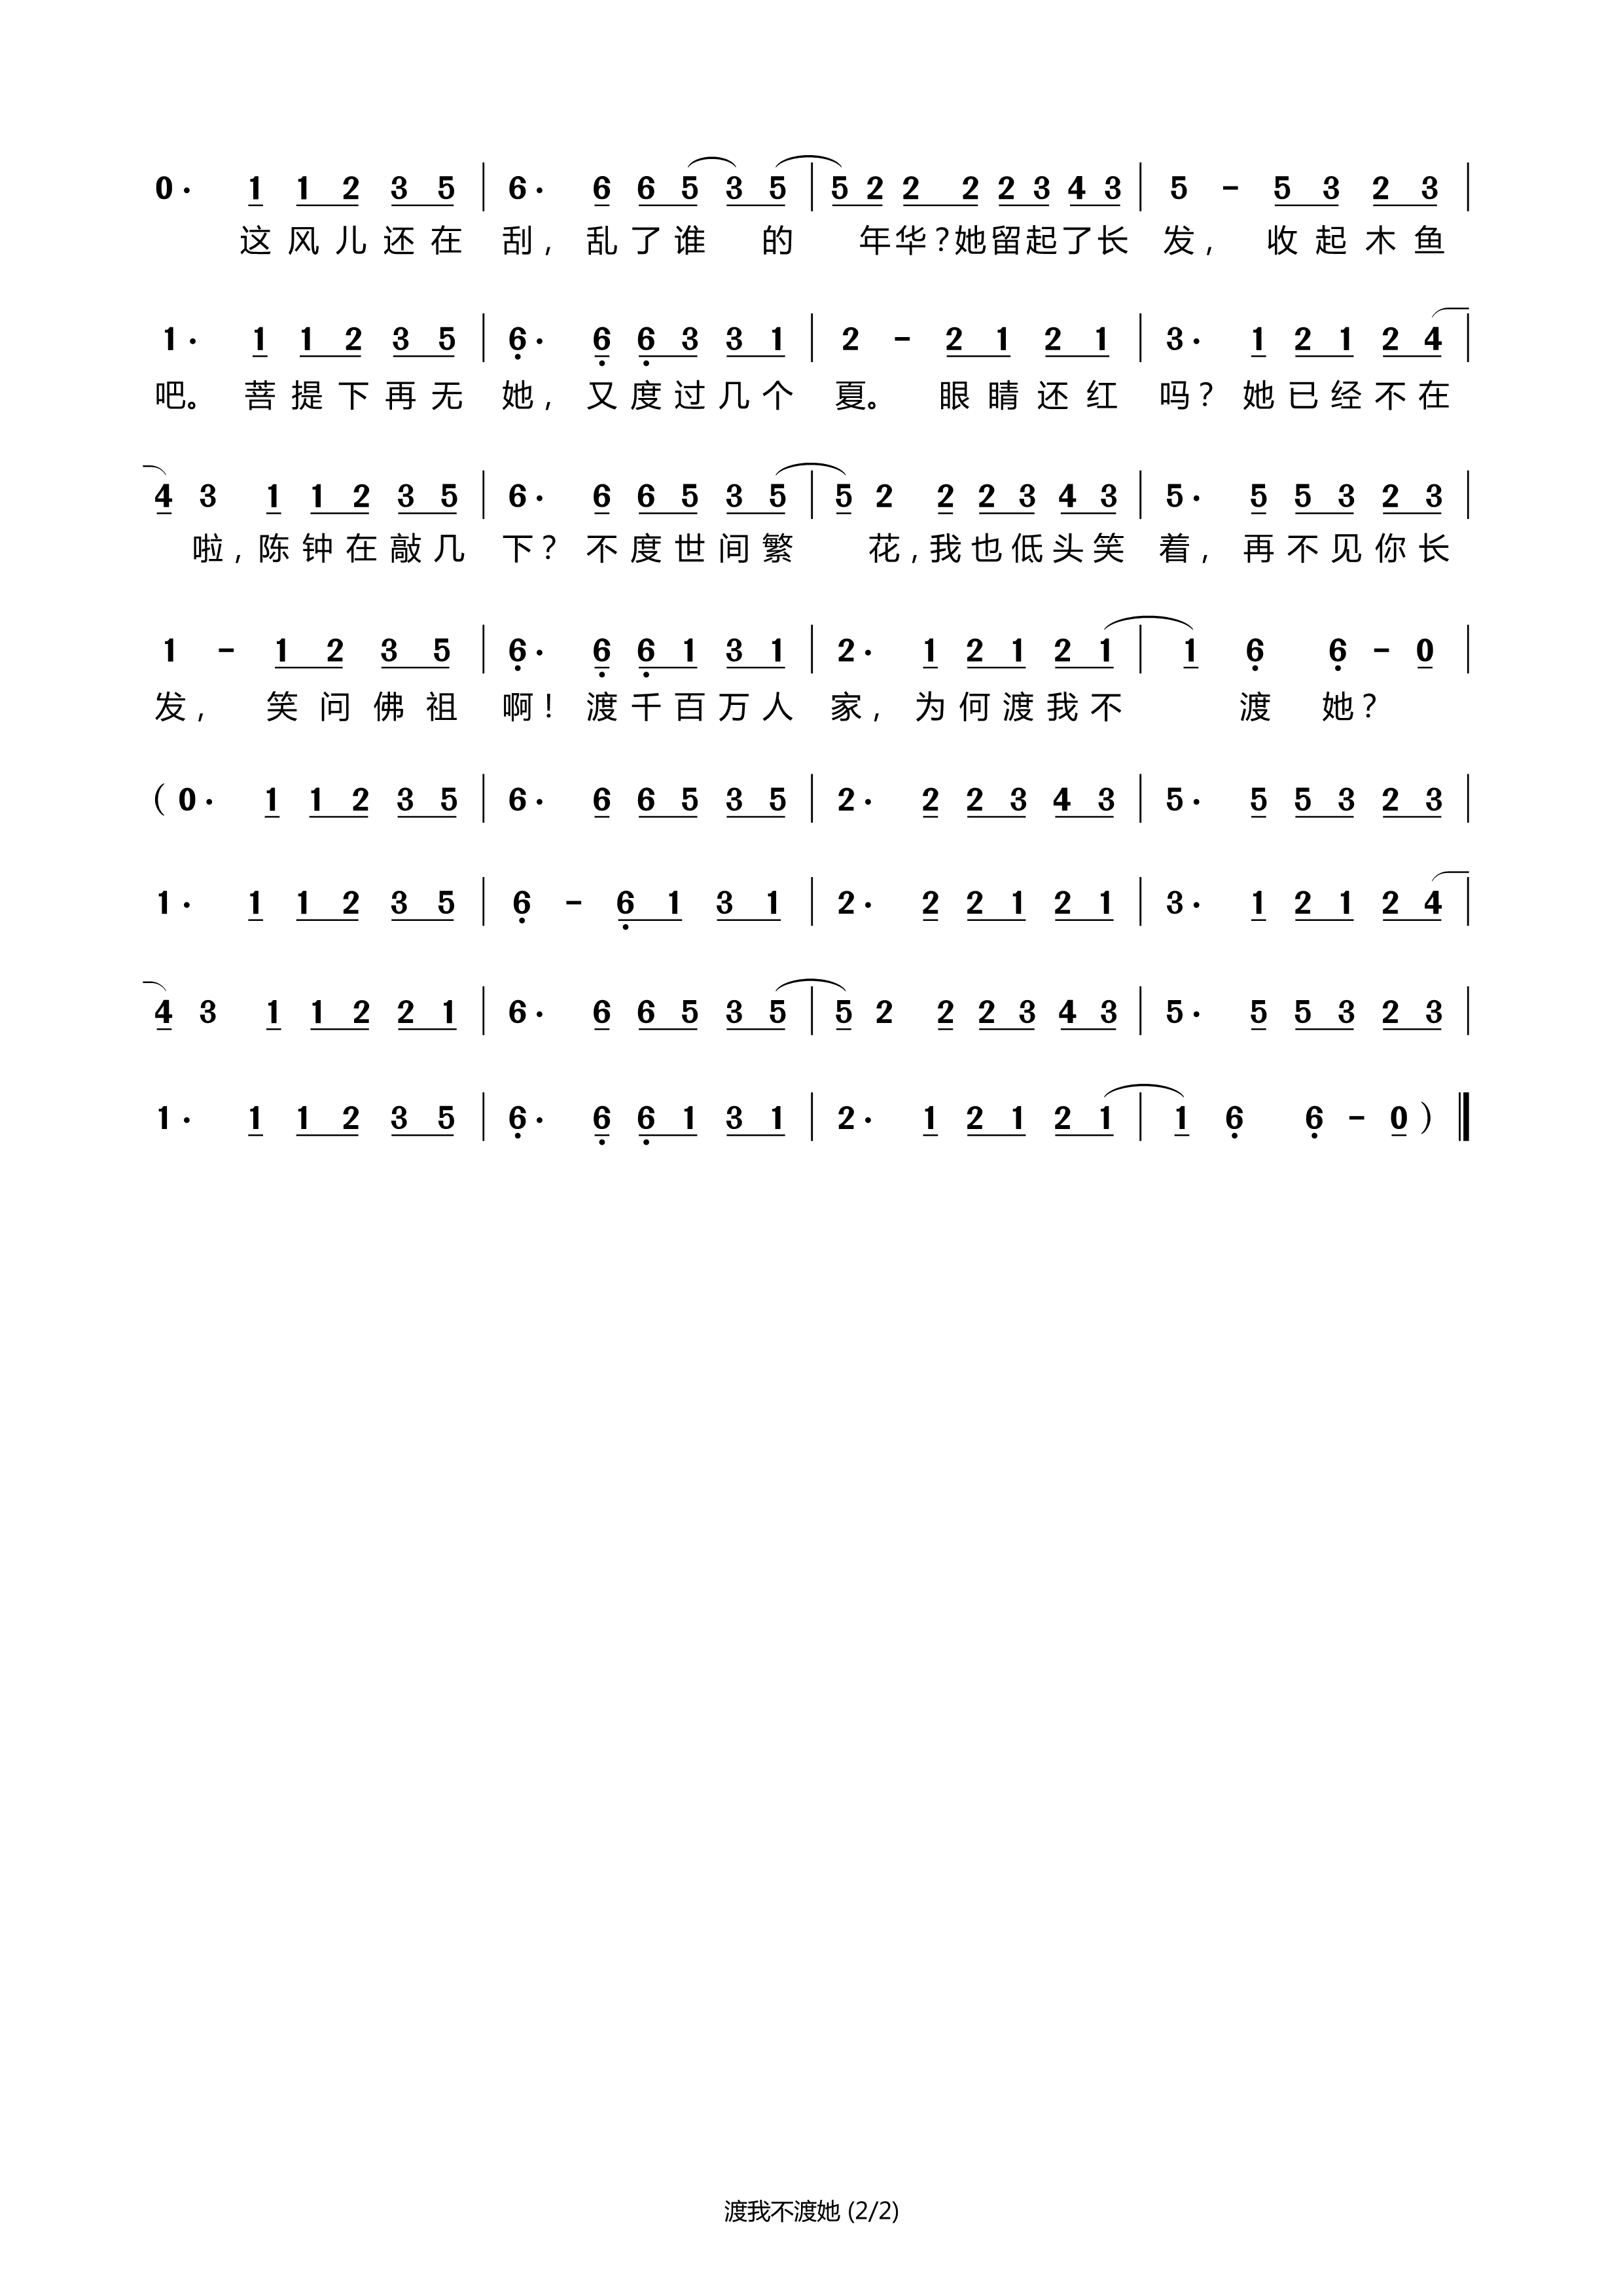 0· 1 1 2 3 5 | 6· 6 6 5 3 5 | 5 2 2 2 2 3 4 3 | 5 - 5 3 2 3 |
这风儿还在刮，乱了谁的年华？她留起了长发，收起木鱼
1· 1 1 2 3 5 | 6· 6 6 3 3 1 | 2 - 2 1 2 1 | 3· 1 2 1 2 4 |
吧。菩提下再无她，又度过几个夏。眼睛还红吗？她已经不在
4 3 1 1 2 3 5 | 6· 6 6 5 3 5 | 5 2 2 2 3 4 3 | 5· 5 5 3 2 3 |
啦，陈钟在敲几下？不度世间繁花，我也低头笑着，再不见你长
1 - 1 2 3 5 | 6· 6 6 1 3 1 | 2· 1 2 1 2 1 | 1 6 6 - 0 |
发，笑问佛祖啊！渡千百万人家，为何渡我不渡她？
(0· 1 1 2 3 5 | 6· 6 6 5 3 5 | 2· 2 2 3 4 3 | 5· 5 5 3 2 3 |
1· 1 1 2 3 5 | 6 - 6 1 3 1 | 2· 2 2 1 2 1 | 3· 1 2 1 2 4 |
4 3 1 1 2 2 1 | 6· 6 6 5 3 5 | 5 2 2 2 3 4 3 | 5· 5 5 3 2 3 |
1· 1 1 2 3 5 | 6· 6 6 1 3 1 | 2· 1 2 1 2 1 | 1 6 6 - 0) ||
渡我不渡她 (2/2)